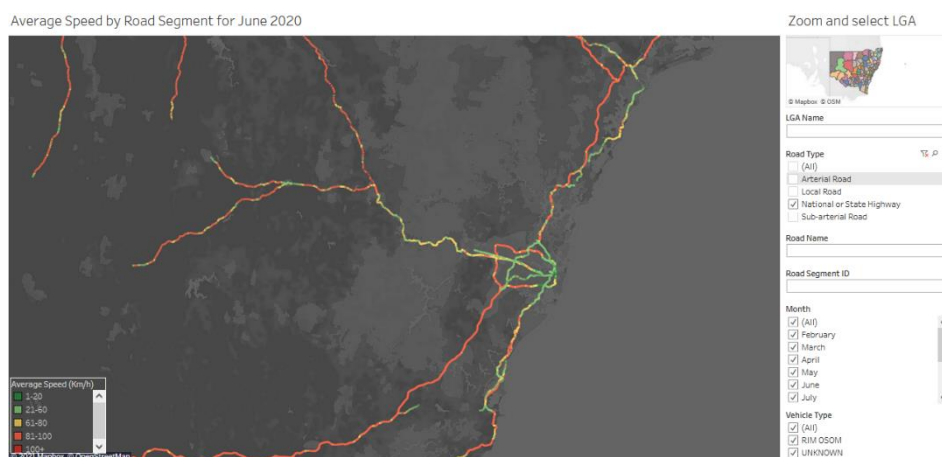 Average Speed by Road Segment for June 2020
Average Speed (Km/h)
1-20
21-60
61-80
81-100
100+
© 2021 Mapbox © OpenStreetMap
Zoom and select LGA
© Mapbox © OSM
LGA Name
Road Type
(All)
Arterial Road
Local Road
National or State Highway
Sub-arterial Road
Road Name
Road Segment ID
Month
(All)
February
March
April
May
June
July
Vehicle Type
(All)
RIM OSOM
UNKNOWN